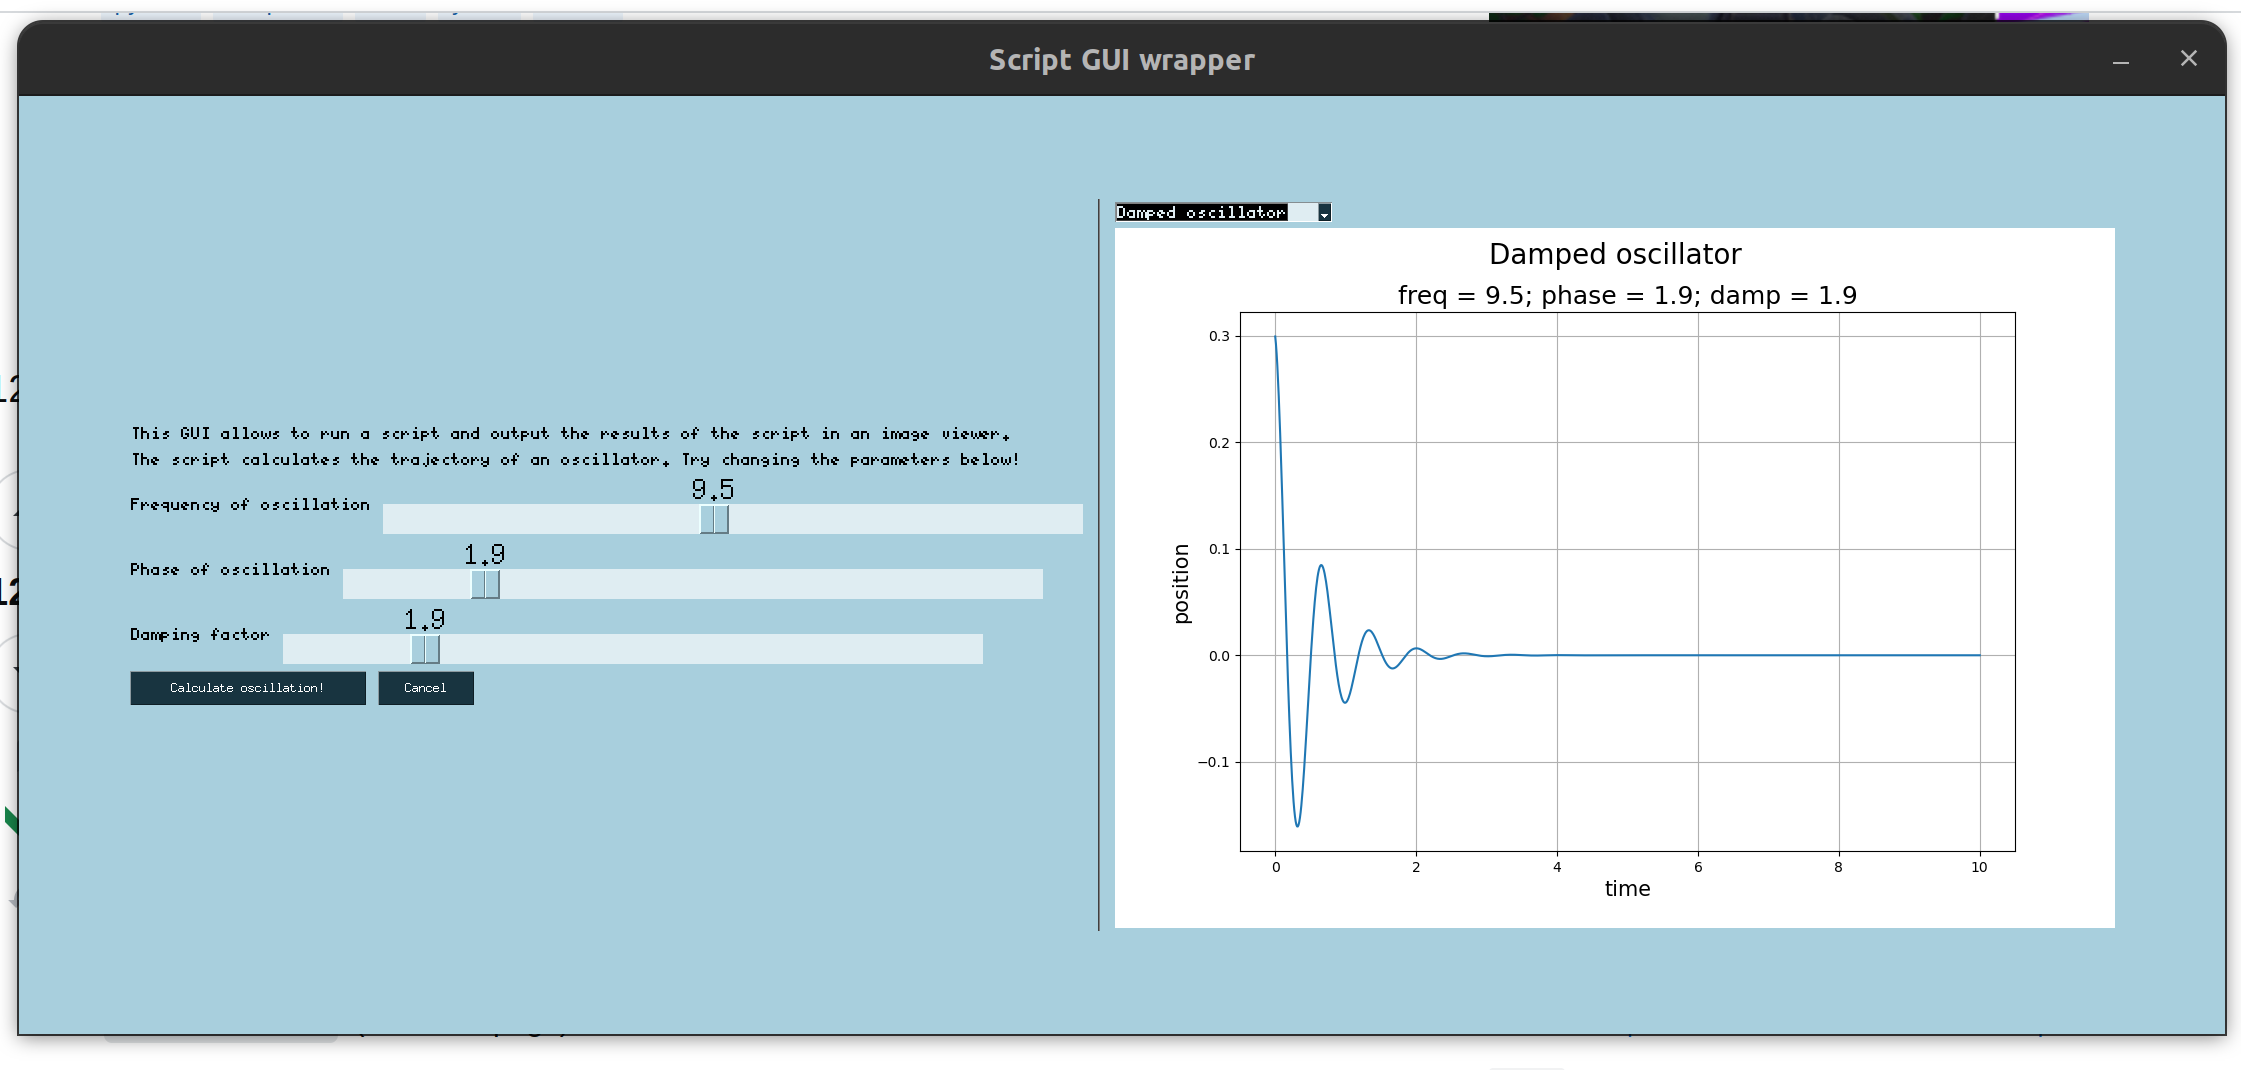 Script GUI wrapper
This GUI allows to run a script and output the results of the script in an image viewer.
The script calculates the trajectory of an oscillator. Try changing the parameters below!
9.5
Frequency of oscillation
1.9
Phase of oscillation
1.9
Damping factor
Calculate oscillation! Cancel
Damped oscillator
Damped oscillator
freq = 9.5; phase = 1.9; damp = 1.9
0.3
0.2
0.1
0.0
−0.1
position
0 2 4 6 8 10
time
12
12